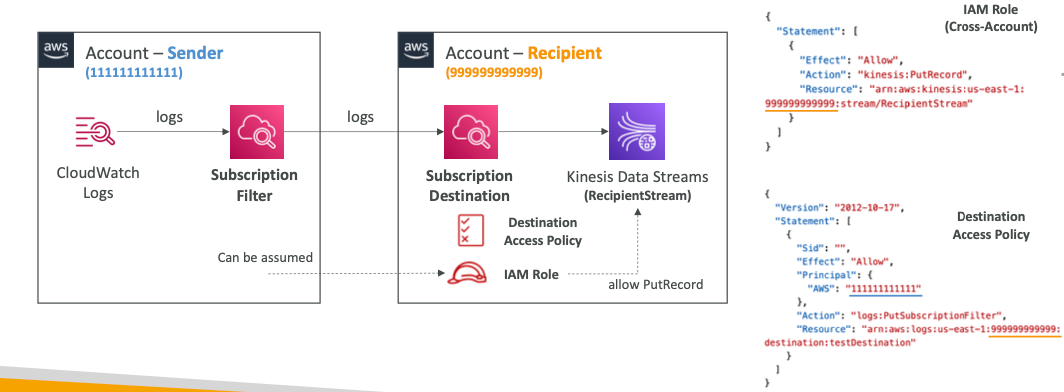 aws
Account – Sender
(111111111111)
logs
CloudWatch
Logs
Subscription
Filter
logs
aws
Account – Recipient
(999999999999)
Subscription
Destination
Kinesis Data Streams
(RecipientStream)
Destination
Access Policy
Can be assumed
IAM Role
allow PutRecord
IAM Role
(Cross-Account)
{
"Statement": [
{
"Effect": "Allow",
"Action": "kinesis:PutRecord",
"Resource": "arn:aws:kinesis:us-east-1:
999999999999:stream/RecipientStream"
}
]
}
Destination
Access Policy
{
"Version": "2012-10-17",
"Statement": [
{
"Sid": "",
"Effect": "Allow",
"Principal": {
"AWS": "111111111111"
},
"Action": "logs:PutSubscriptionFilter",
"Resource": "arn:aws:logs:us-east-1:999999999999:
destination:testDestination"
}
]
}